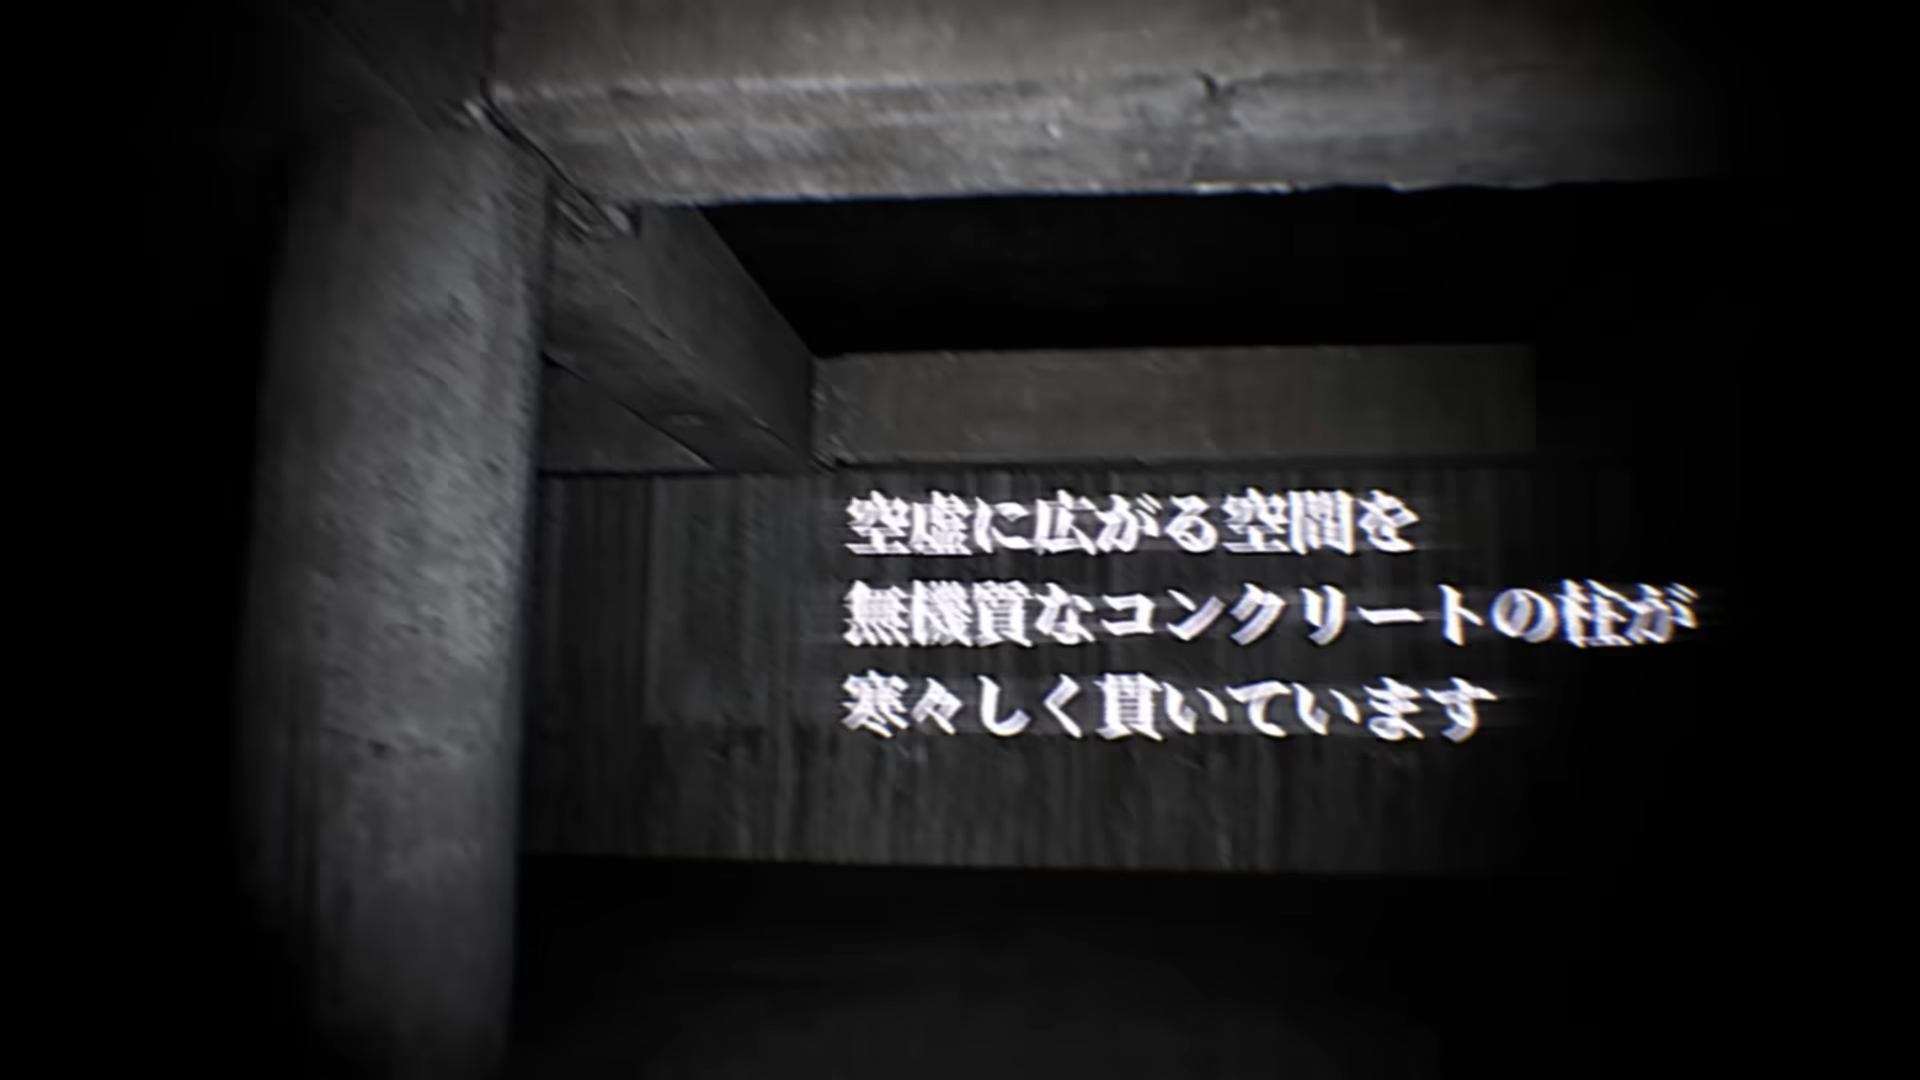 空虚に広がる空間を
無機質なコンクリートの柱が
寒々しく貫いています